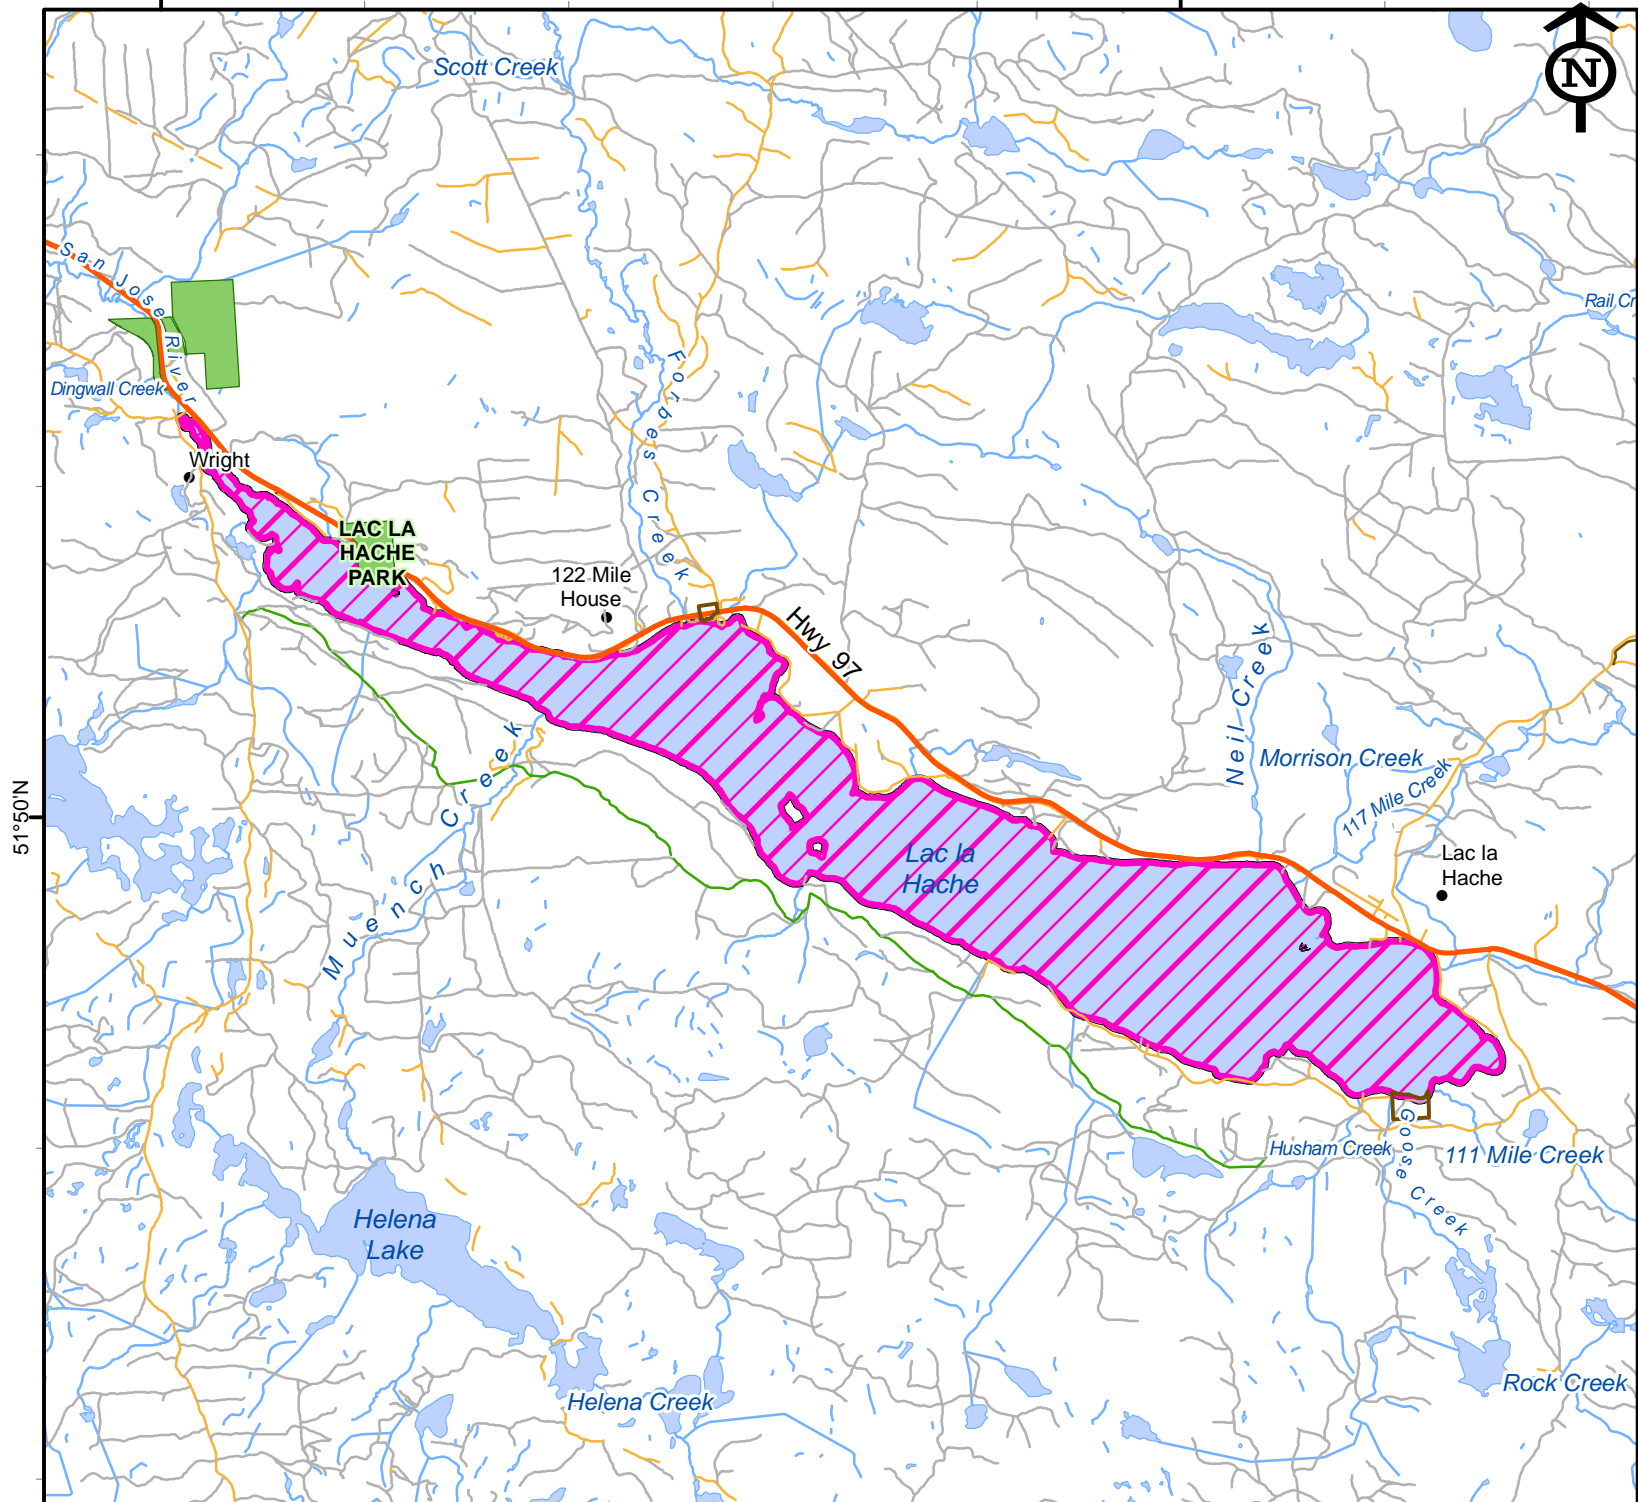 N
Scott Creek
San Jose River
Rail Cr
Forbes Creek
Dingwall Creek
Wright
LAC LA
HACHE
PARK
122 Mile
House
Hwy 97
Neil Creek
Muench Creek
Morrison Creek
117 Mile Creek
51°50'N
Lac la
Hache
Lac la
Hache
Husham Creek
Goose Creek
111 Mile Creek
Helena
Lake
Helena Creek
Rock Creek